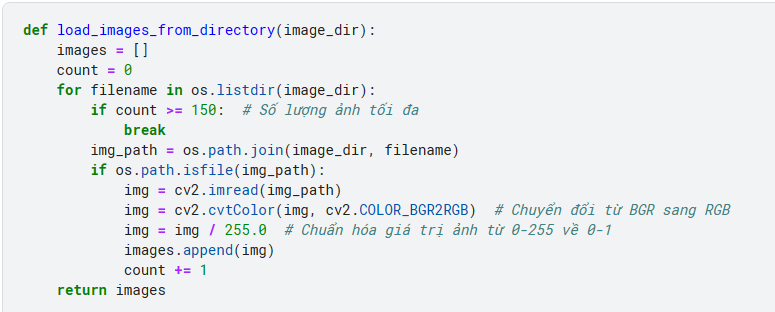 def load_images_from_directory(image_dir):
    images = []
    count = 0
    for filename in os.listdir(image_dir):
        if count >= 150:  # Số lượng ảnh tối đa
            break
        img_path = os.path.join(image_dir, filename)
        if os.path.isfile(img_path):
            img = cv2.imread(img_path)
            img = cv2.cvtColor(img, cv2.COLOR_BGR2RGB)  # Chuyển đổi từ BGR sang RGB
            img = img / 255.0  # Chuẩn hóa giá trị ảnh từ 0-255 về 0-1
            images.append(img)
            count += 1
    return images